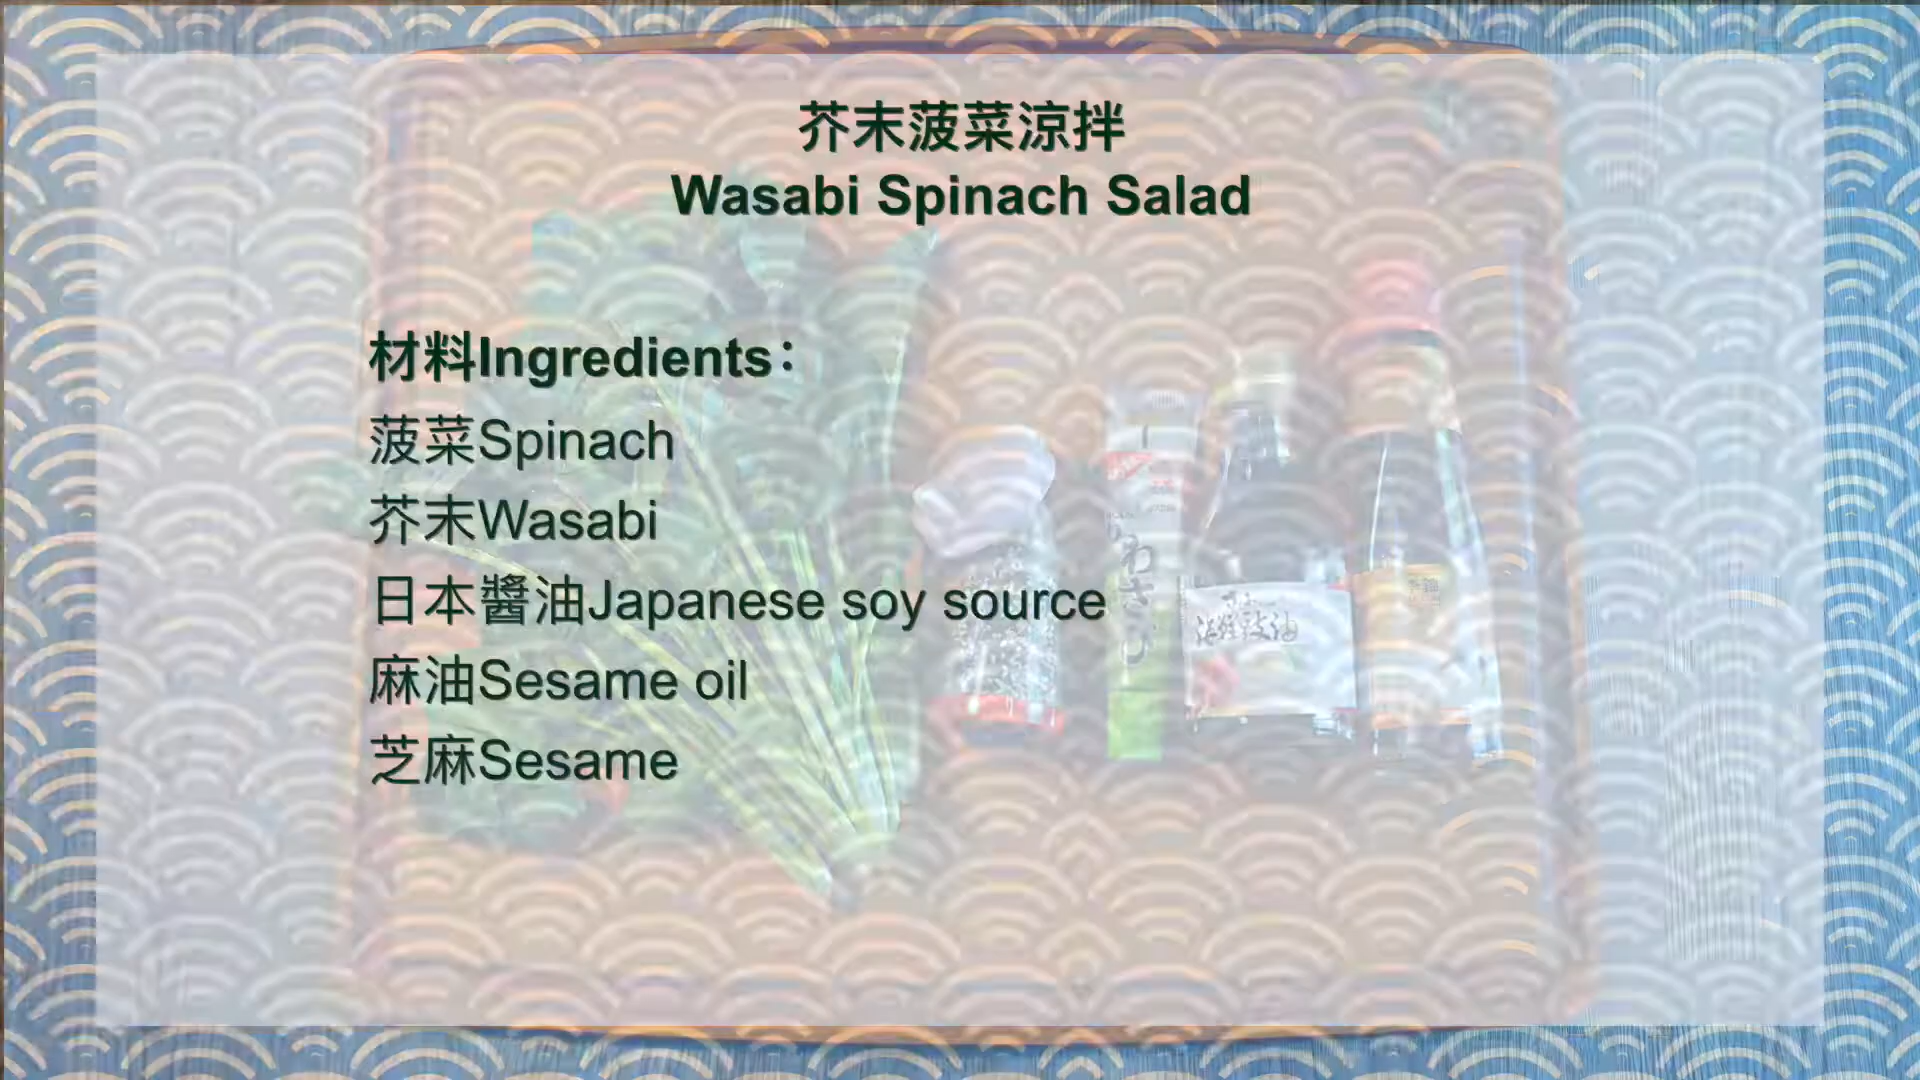 芥末菠菜涼拌
Wasabi Spinach Salad
材料Ingredients：
菠菜Spinach
芥末Wasabi
日本醬油Japanese soy source
麻油Sesame oil
芝麻Sesame
わさび